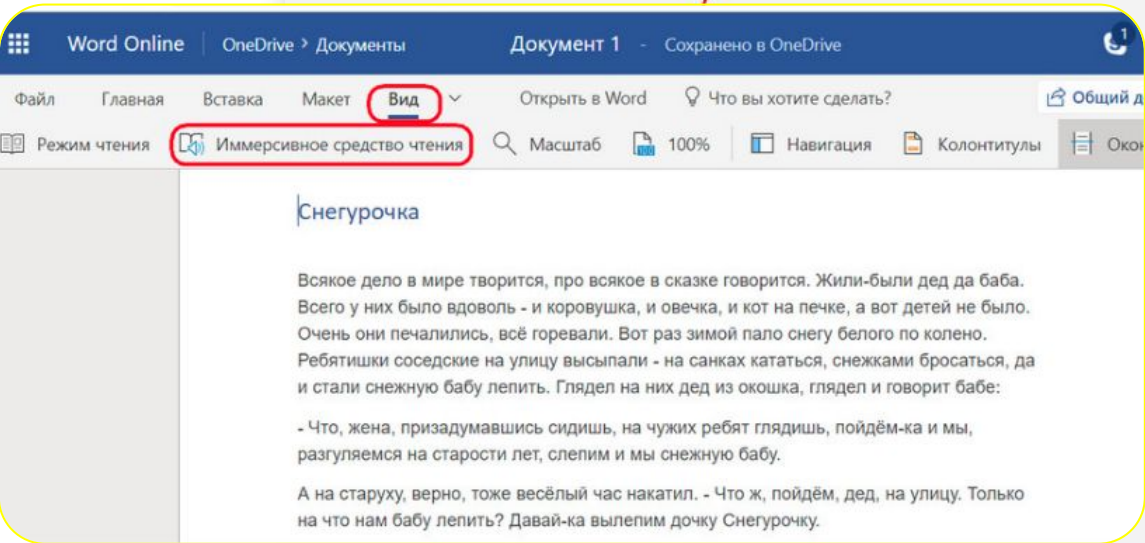 Word Online OneDrive > Документы Документ 1 - Сохранено в OneDrive 1
Файл Главная Вставка Макет Вид Открыть в Word Что вы хотите сделать? Общий д
Режим чтения Иммерсивное средство чтения Масштаб 100 100% Навигация Колонтитулы
Снегурочка
Всякое дело в мире творится, про всякое в сказке говорится. Жили-были дед да баба.
Всего у них было вдоволь - и коровушка, и овечка, и кот на печке, а вот детей не было.
Очень они печалились, всё горевали. Вот раз зимой пало снегу белого по колено.
Ребятишки соседские на улицу высыпали - на санках кататься, снежками бросаться, да
и стали снежную бабу лепить. Глядел на них дед из окошка, глядел и говорит бабе:
- Что, жена, призадумавшись сидишь, на чужих ребят глядишь, пойдём-ка и мы,
разгуляемся на старости лет, слепим и мы снежную бабу.
А на старуху, верно, тоже весёлый час накатил. - Что ж, пойдём, дед, на улицу. Только
на что нам бабу лепить? Давай-ка вылепим дочку Снегурочку.